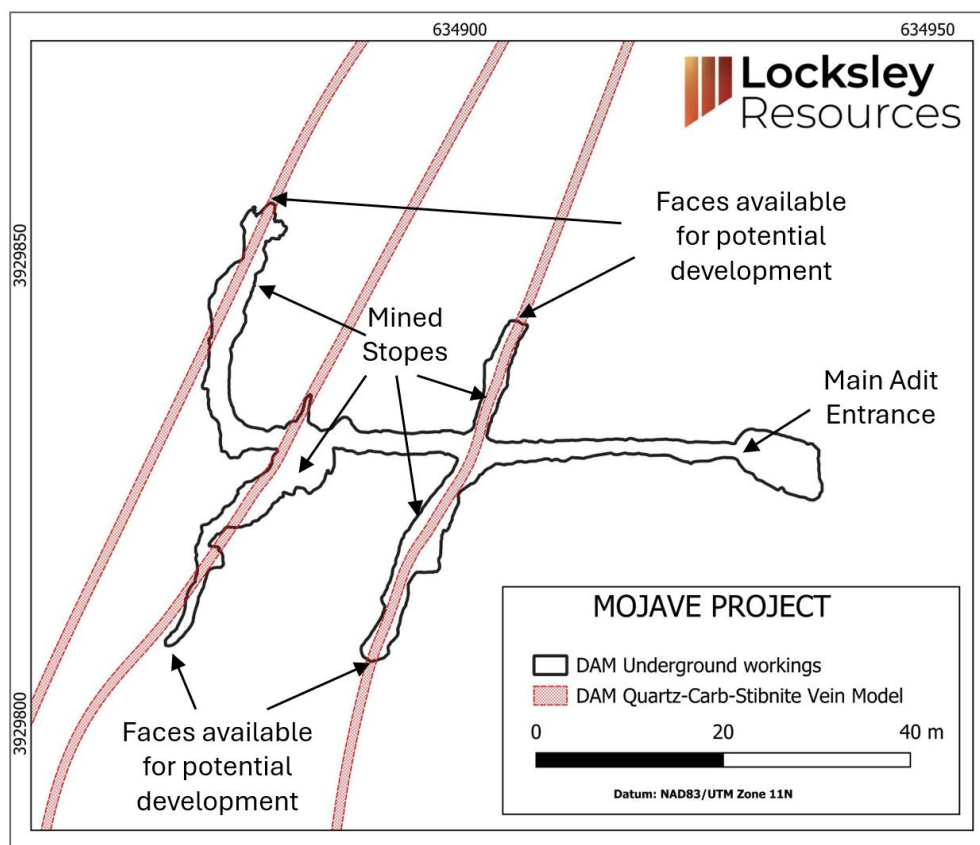 634900
634950
Locksley
Resources
3929850
3929800
Faces available
for potential
development
Mined
Stopes
Main Adit
Entrance
Faces available
for potential
development
MOJAVE PROJECT
DAM Underground workings
DAM Quartz-Carb-Stibnite Vein Model
0 20 40 m
Datum: NAD83/UTM Zone 11N